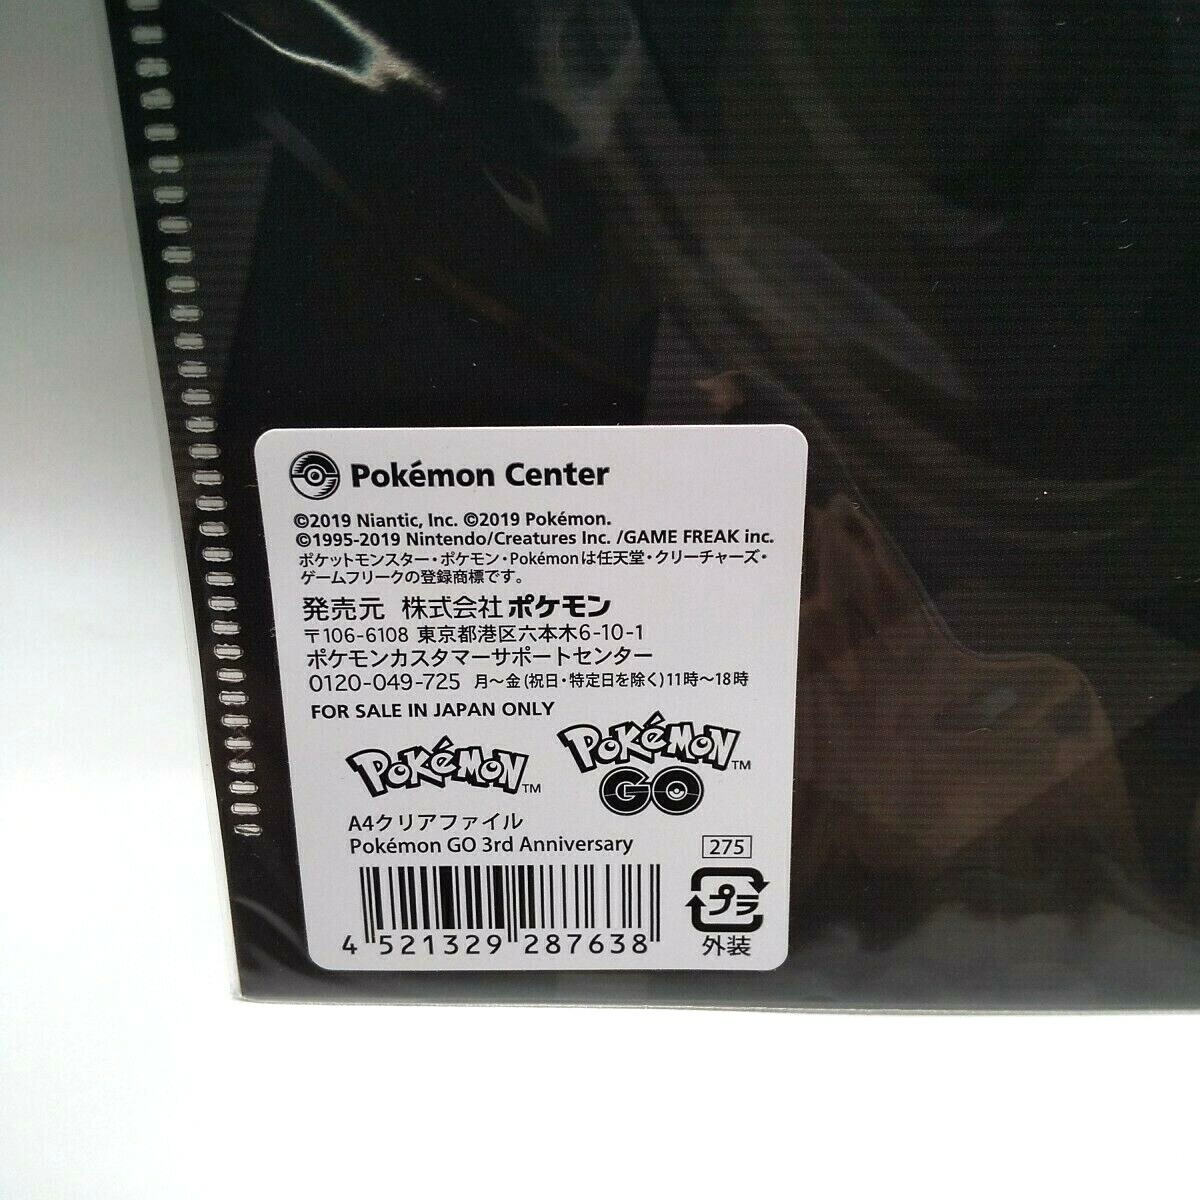 Pokémon Center
©2019 Niantic, Inc. ©2019 Pokémon.
©1995-2019 Nintendo/Creatures Inc. /GAME FREAK inc.
ポケットモンスター・ポケモン・Pokémonは任天堂・クリーチャーズ・
ゲームフリークの登録商標です。
発売元 株式会社ポケモン
〒106-6108 東京都港区六本木6-10-1
ポケモンカスタマーサポートセンター
0120-049-725 月～金(祝日・特定日を除く)11時～18時
FOR SALE IN JAPAN ONLY
POKéMON™ POKéMON GO™
A4クリアファイル
Pokémon GO 3rd Anniversary 275
プラ
外装
4 521329 287638